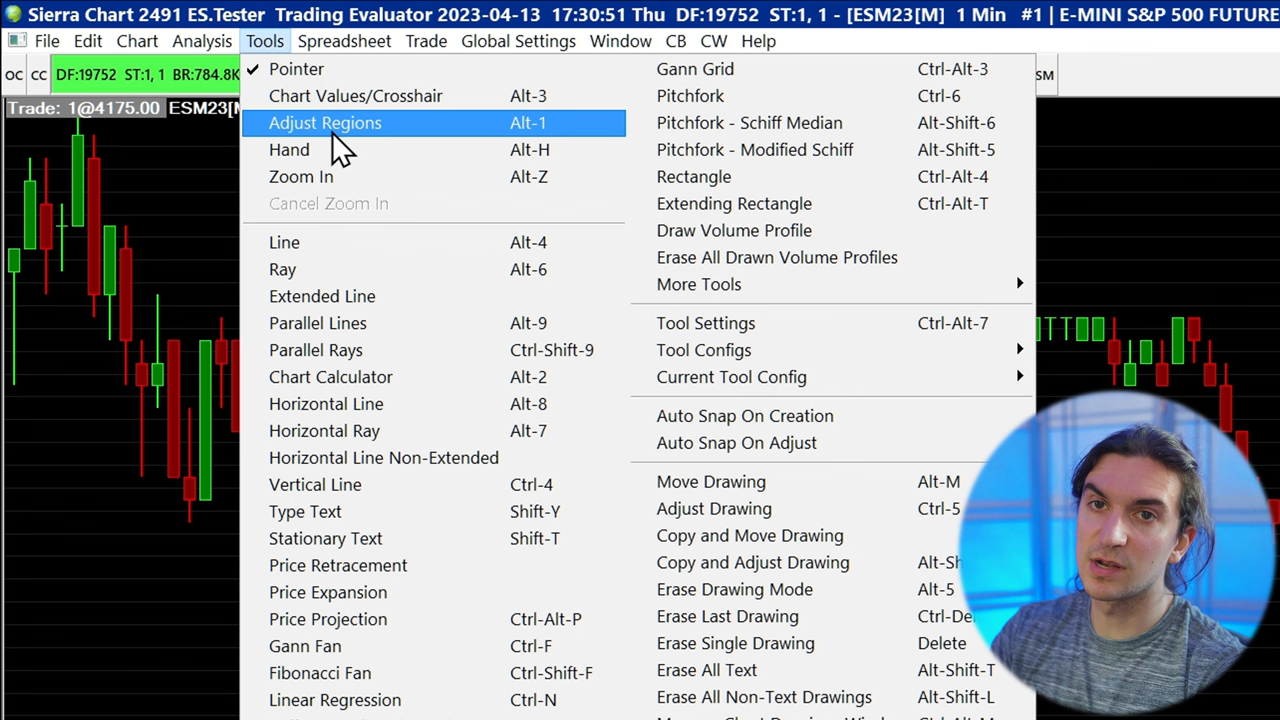 Sierra Chart 2491 ES.Tester Trading Evaluator 2023-04-13 17:30:51 Thu DF:19752 ST:1, 1 - [ESM23[M] 1 Min #1 | E-MINI S&P 500 FUTURE
File Edit Chart Analysis Tools Spreadsheet Trade Global Settings Window CB CW Help
OC CC DF:19752 ST:1, 1 BR:784.8K
SM
Trade: 1@4175.00 ESM23[M
Pointer
Chart Values/Crosshair Alt-3
Adjust Regions Alt-1
Hand Alt-H
Zoom In Alt-Z
Cancel Zoom In
Line Alt-4
Ray Alt-6
Extended Line
Parallel Lines Alt-9
Parallel Rays Ctrl-Shift-9
Chart Calculator Alt-2
Horizontal Line Alt-8
Horizontal Ray Alt-7
Horizontal Line Non-Extended
Vertical Line Ctrl-4
Type Text Shift-Y
Stationary Text Shift-T
Price Retracement
Price Expansion
Price Projection Ctrl-Alt-P
Gann Fan Ctrl-F
Fibonacci Fan Ctrl-Shift-F
Linear Regression Ctrl-N
Gann Grid Ctrl-Alt-3
Pitchfork Ctrl-6
Pitchfork - Schiff Median Alt-Shift-6
Pitchfork - Modified Schiff Alt-Shift-5
Rectangle Ctrl-Alt-4
Extending Rectangle Ctrl-Alt-T
Draw Volume Profile
Erase All Drawn Volume Profiles
More Tools
Tool Settings Ctrl-Alt-7
Tool Configs
Current Tool Config
Auto Snap On Creation
Auto Snap On Adjust
Move Drawing Alt-M
Adjust Drawing Ctrl-5
Copy and Move Drawing
Copy and Adjust Drawing Alt-Sh
Erase Drawing Mode Alt-5
Erase Last Drawing Ctrl-De
Erase Single Drawing Delete
Erase All Text Alt-Shift-T
Erase All Non-Text Drawings Alt-Shift-L